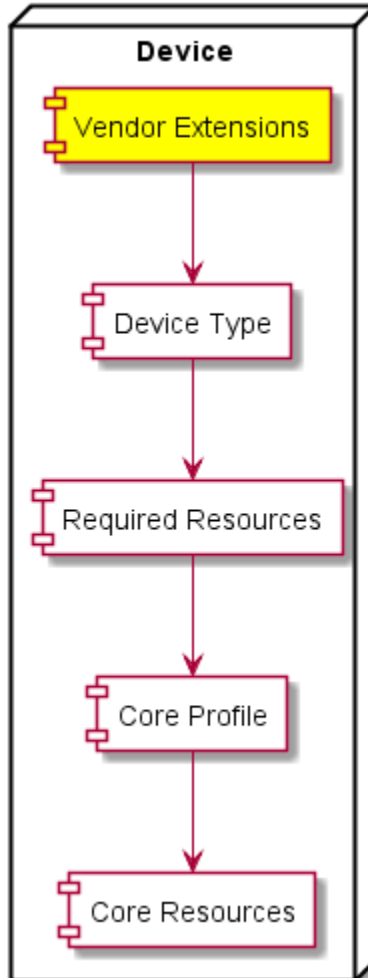 Device
Vendor Extensions
Device Type
Required Resources
Core Profile
Core Resources